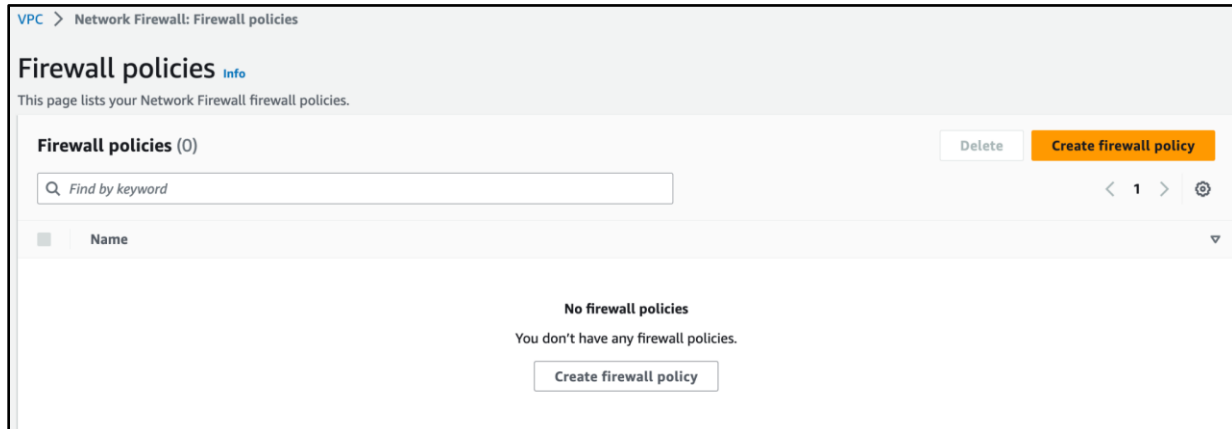 VPC > Network Firewall: Firewall policies
Firewall policies Info
This page lists your Network Firewall firewall policies.
Firewall policies (0) Delete Create firewall policy
Find by keyword < 1 >
Name
No firewall policies
You don't have any firewall policies.
Create firewall policy